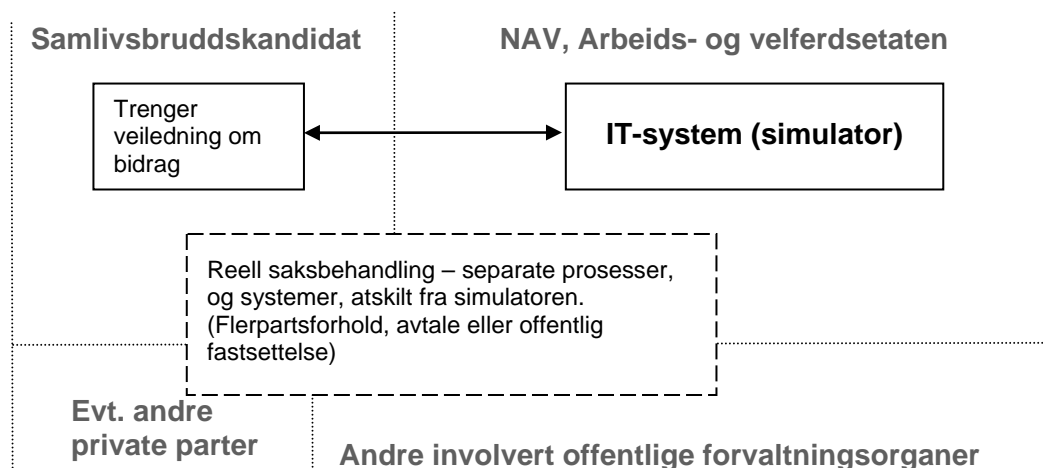 Samlivsbruddskandidat
NAV, Arbeids- og velferdsetaten
Trenger
veiledning om
bidrag
IT-system (simulator)
Reell saksbehandling – separate prosesser,
og systemer, atskilt fra simulatoren.
(Flerpartsforhold, avtale eller offentlig
fastsettelse)
Evt. andre
private parter
Andre involvert offentlige forvaltningsorganer